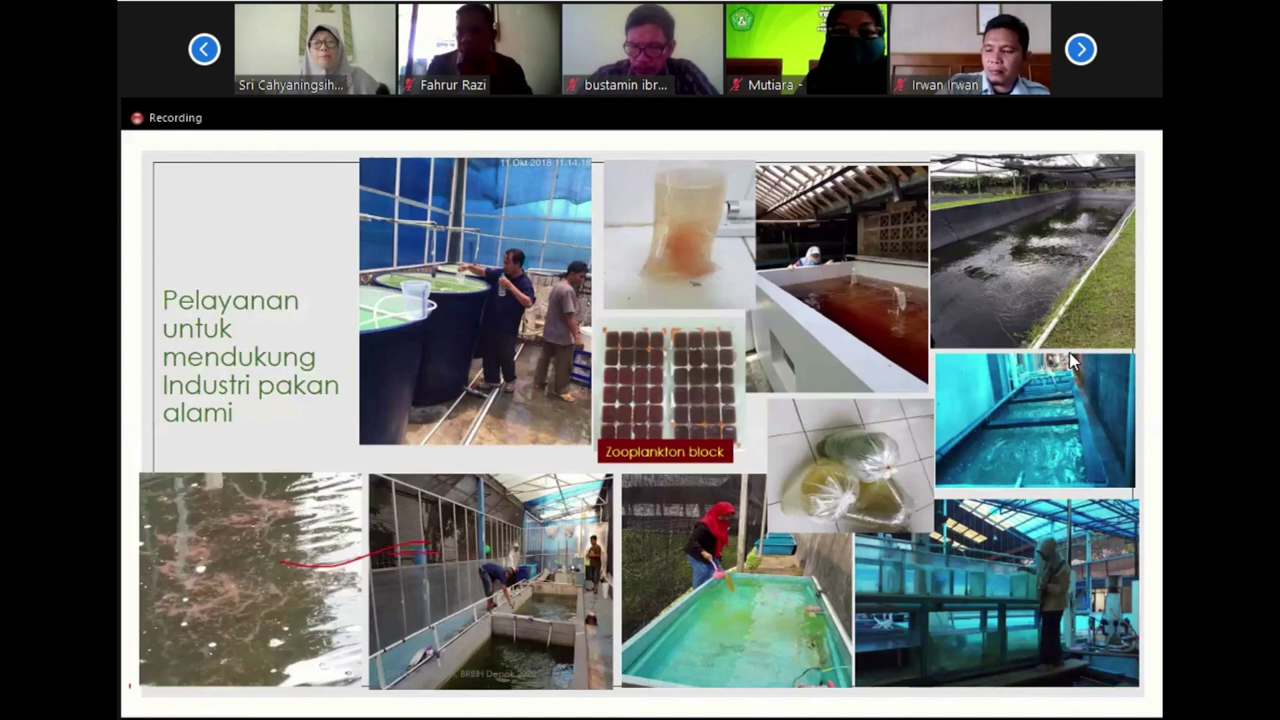 Sri Cahyaningsih...
Fahrur Razi
bustamin ibr...
Mutiara -
Irwan Irwan
Recording
11 Okt 2018 11.14.18
Pelayanan
untuk
mendukung
Industri pakan
alami
Zooplankton block
BRBIH Depok 2020